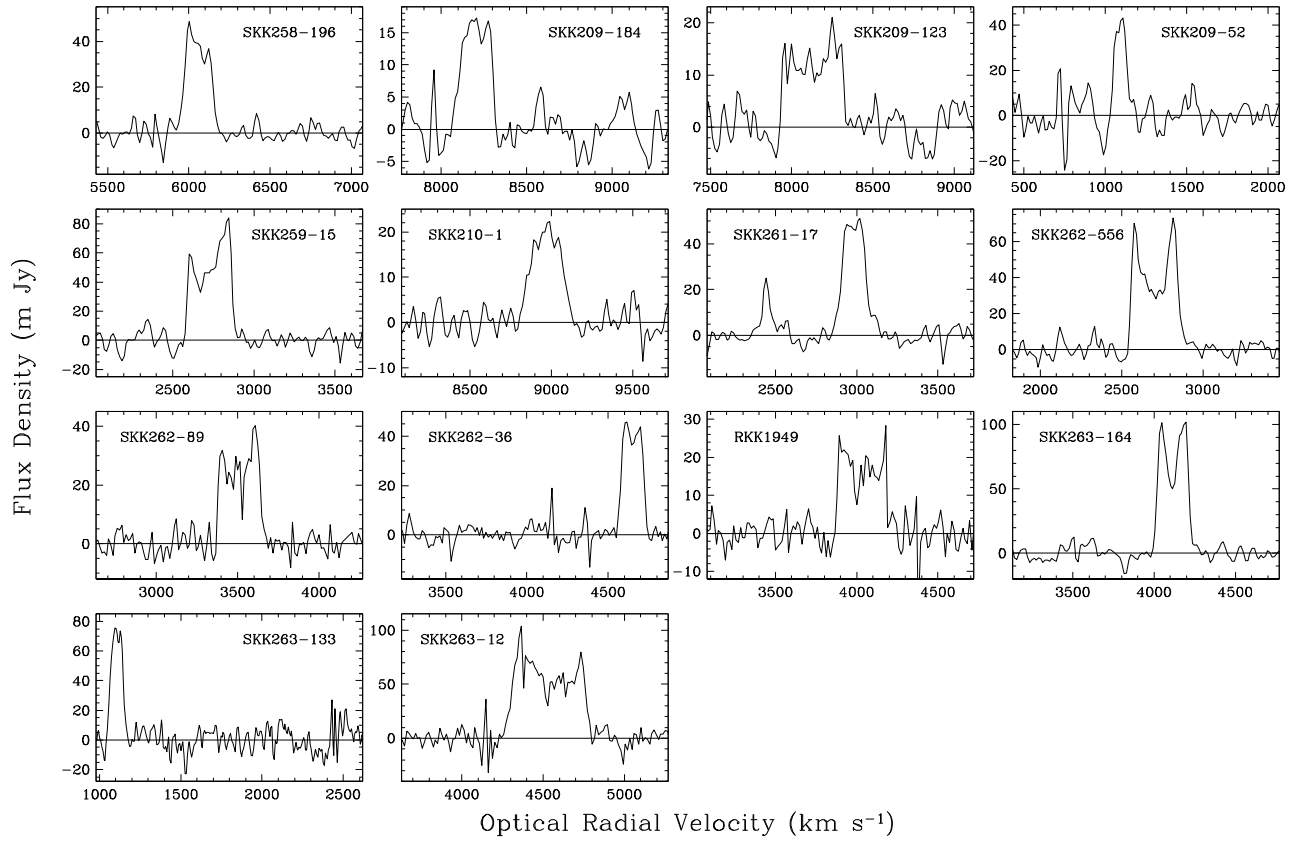 SKK258-196 SKK209-184 SKK209-123 SKK209-52
40 20 0
15 10 5 0 -5
20 10 0
40 20 0 -20
5500 6000 6500 7000 8000 8500 9000 7500 8000 8500 9000 500 1000 1500 2000
SKK259-15 SKK210-1 SKK261-17 SKK262-556
80 60 40 20 0 -20
20 10 0 -10
40 20 0
60 40 20 0
2500 3000 3500 8500 9000 9500 2500 3000 3500 2000 2500 3000
SKK262-89 SKK262-36 RKK1949 SKK263-164
40 20 0
40 20 0
30 20 10 0 -10
100 50 0
3000 3500 4000 3500 4000 4500 3500 4000 4500 3500 4000 4500
SKK263-133 SKK263-12
80 60 40 20 0 -20
100 50 0
1000 1500 2000 2500 4000 4500 5000
Flux Density (m Jy)
Optical Radial Velocity (km s⁻¹)